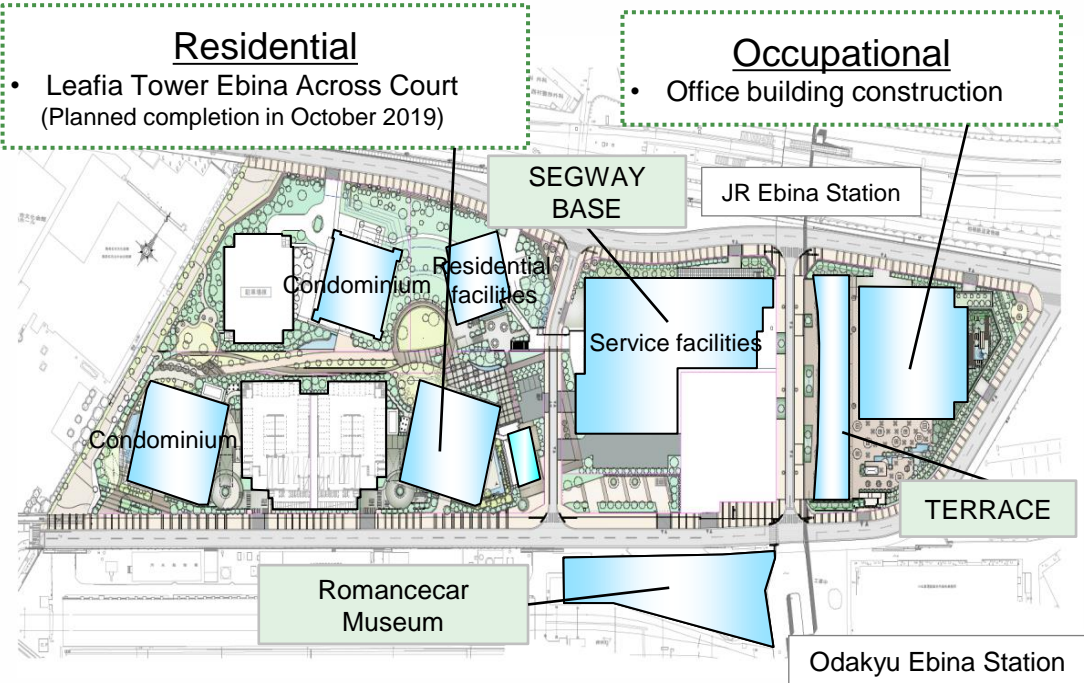 Residential
• Leafia Tower Ebina Across Court
(Planned completion in October 2019)
Occupational
• Office building construction
SEGWAY
BASE
JR Ebina Station
Condominium
Residential
facilities
Service facilities
Condominium
TERRACE
Romancecar
Museum
Odakyu Ebina Station